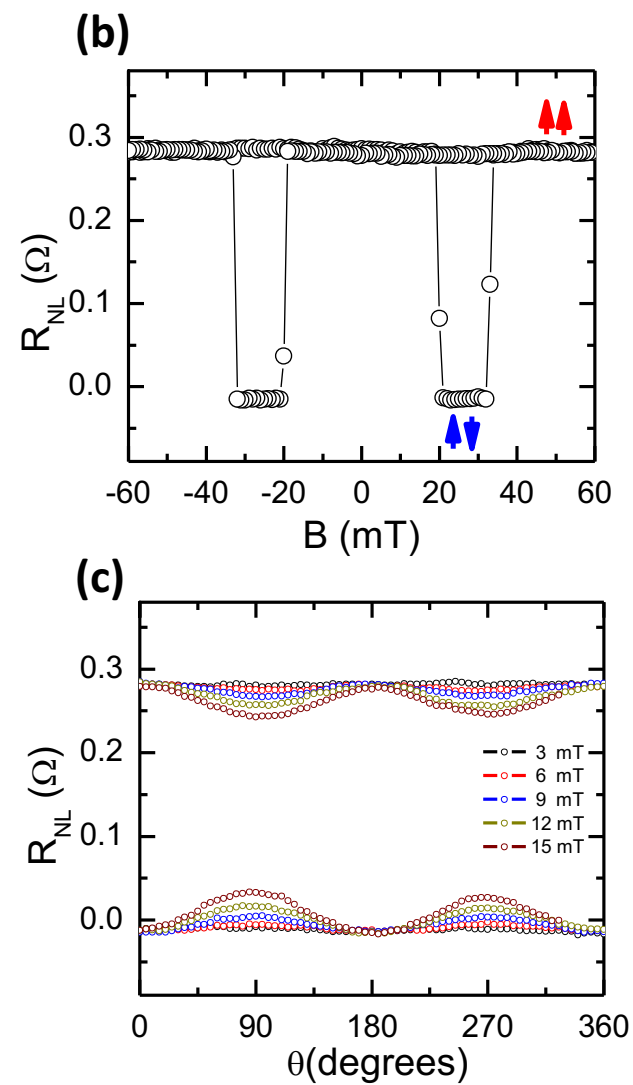 (b)
0.3
0.2
0.1
0.0
R_NL (Ω)
-60 -40 -20 0 20 40 60
B (mT)
(c)
0.3
0.2
0.1
0.0
R_NL (Ω)
3 mT
6 mT
9 mT
12 mT
15 mT
0 90 180 270 360
θ(degrees)